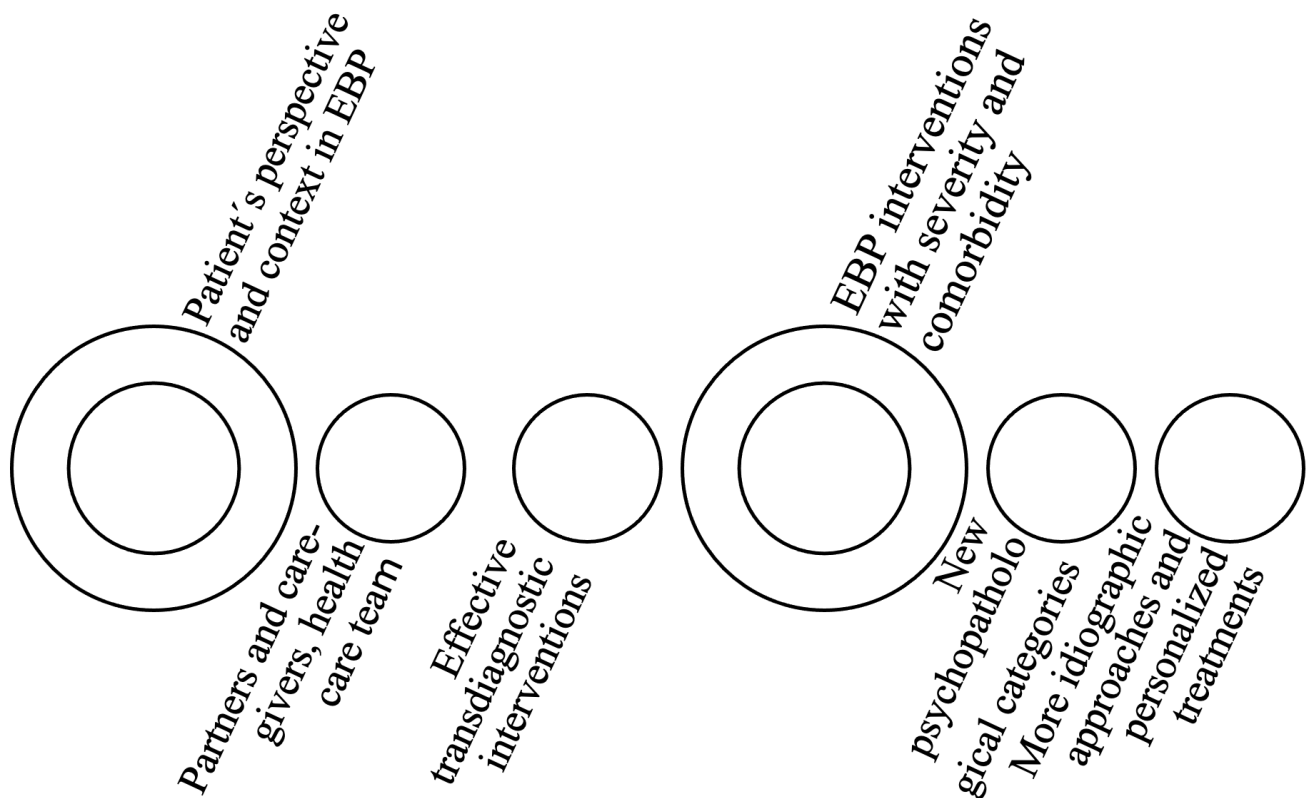 Patient´s perspective
and context in EBP
Partners and care-
givers, health
care team
Effective
transdiagnostic
interventions
EBP interventions
with severity and
comorbidity
New
psychopatholo
gical categories
More idiographic
approaches and
personalized
treatments